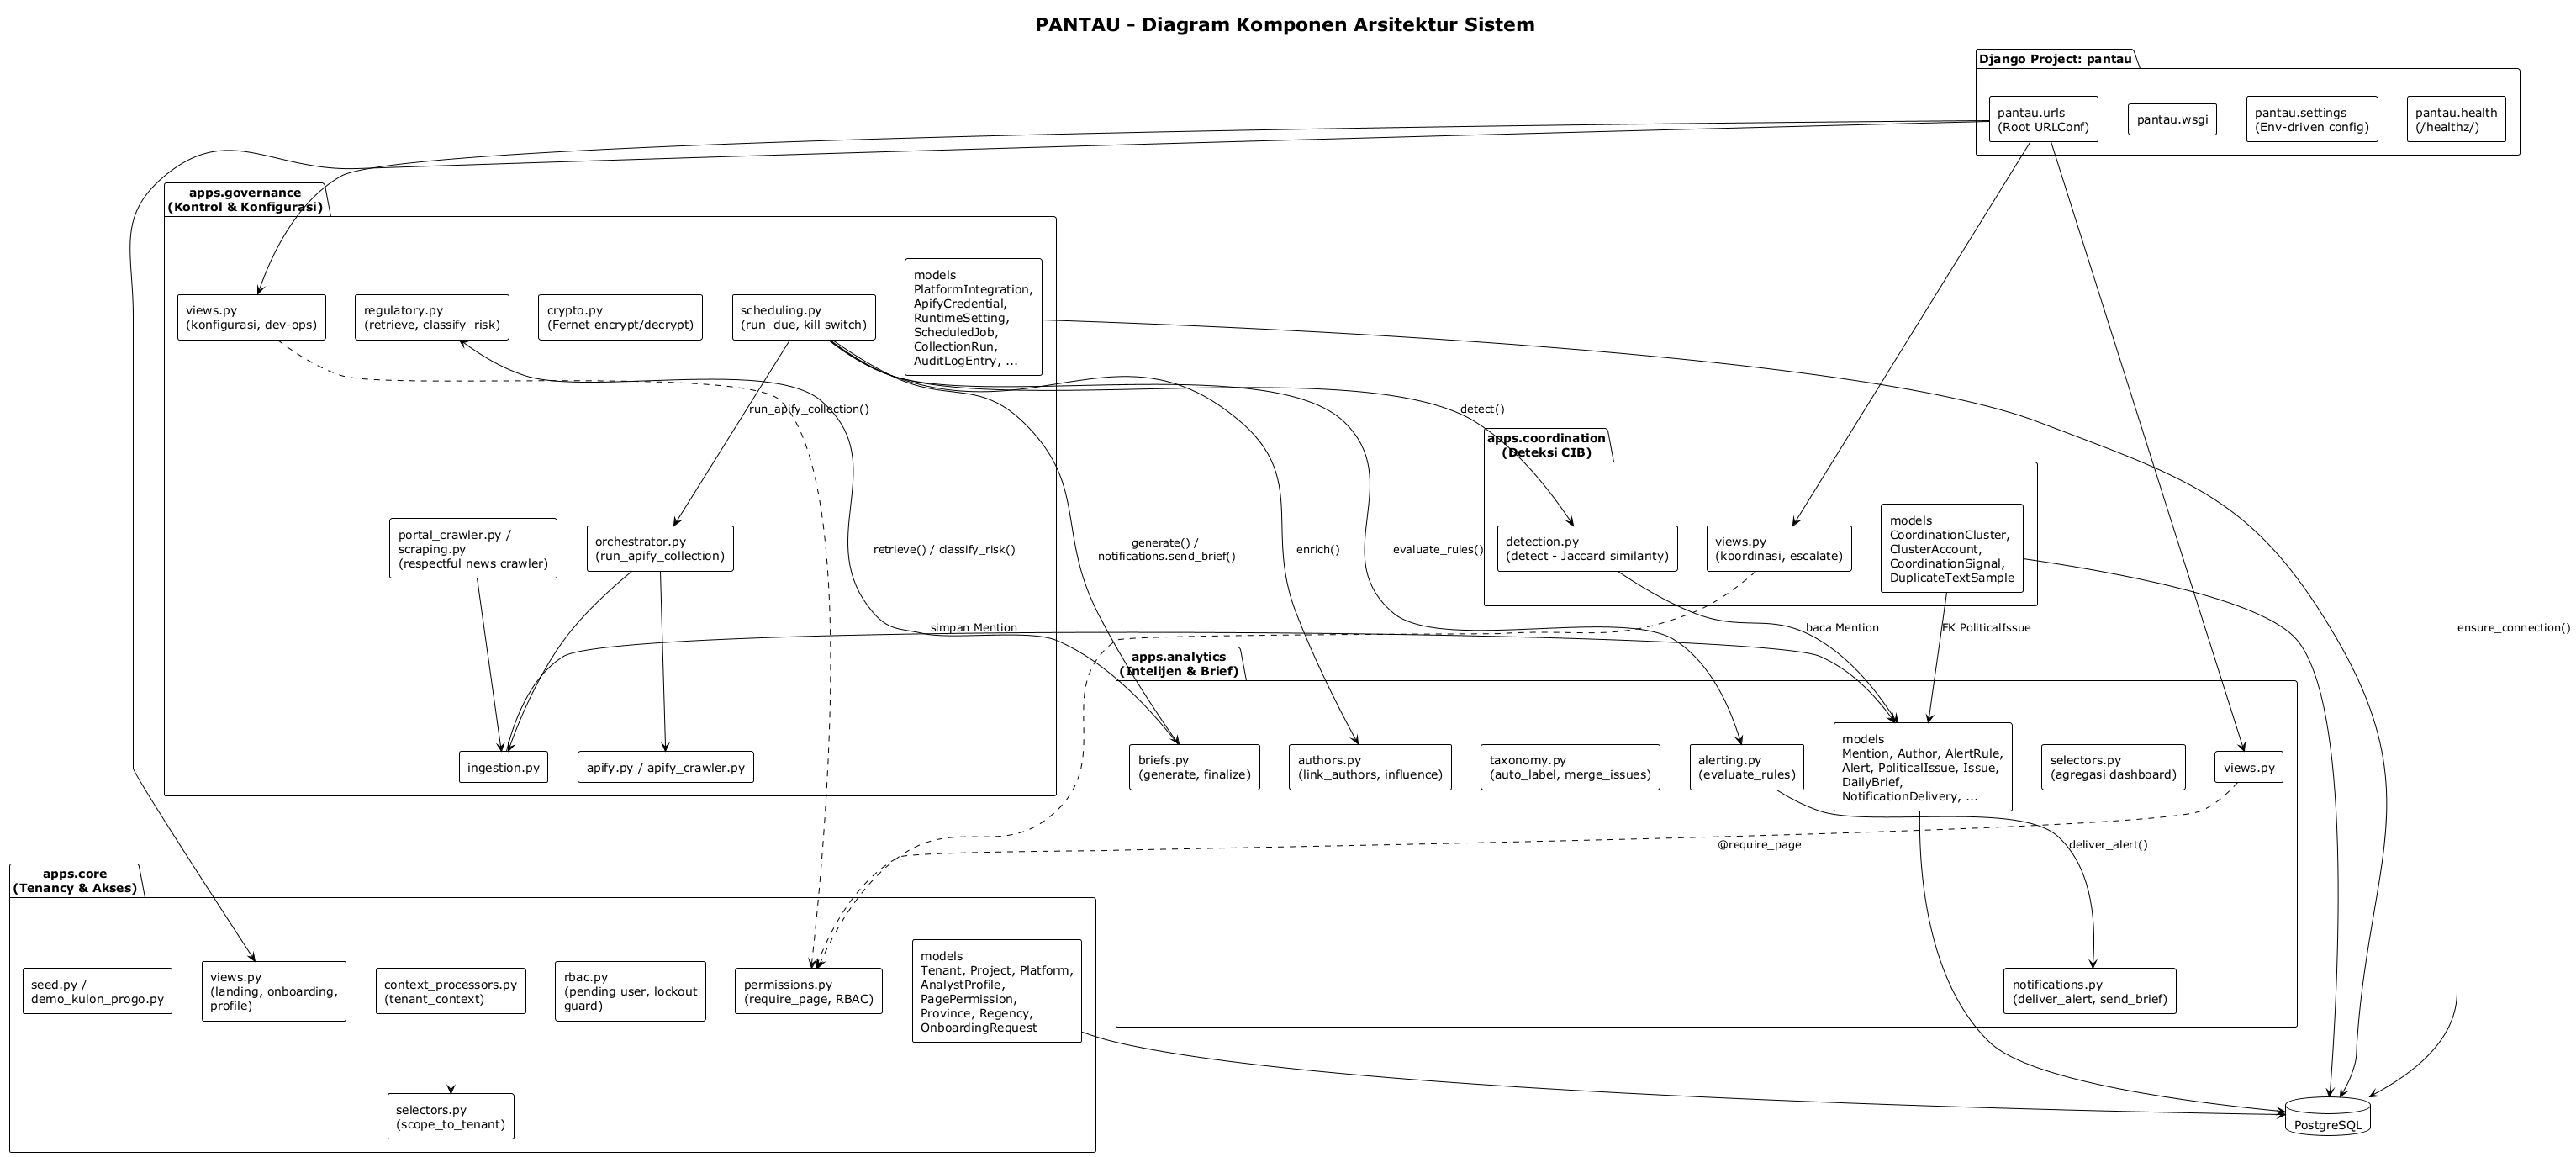 PANTAU - Diagram Komponen Arsitektur Sistem
Django Project: pantau
pantau.urls
(Root URLConf)
pantau.wsgi
pantau.settings
(Env-driven config)
pantau.health
(/healthz/)
apps.governance
(Kontrol & Konfigurasi)
views.py
(konfigurasi, dev-ops)
regulatory.py
(retrieve, classify_risk)
crypto.py
(Fernet encrypt/decrypt)
scheduling.py
(run_due, kill switch)
models
PlatformIntegration,
ApifyCredential,
RuntimeSetting,
ScheduledJob,
CollectionRun,
AuditLogEntry, ...
run_apify_collection()
detect()
portal_crawler.py /
scraping.py
(respectful news crawler)
orchestrator.py
(run_apify_collection)
retrieve() / classify_risk()
generate() /
notifications.send_brief()
enrich()
evaluate_rules()
apps.coordination
(Deteksi CIB)
detection.py
(detect - Jaccard similarity)
views.py
(koordinasi, escalate)
models
CoordinationCluster,
ClusterAccount,
CoordinationSignal,
DuplicateTextSample
simpan Mention
baca Mention
FK PoliticalIssue
ensure_connection()
ingestion.py
apify.py / apify_crawler.py
apps.analytics
(Intelijen & Brief)
briefs.py
(generate, finalize)
authors.py
(link_authors, influence)
taxonomy.py
(auto_label, merge_issues)
alerting.py
(evaluate_rules)
models
Mention, Author, AlertRule,
Alert, PoliticalIssue, Issue,
DailyBrief,
NotificationDelivery, ...
selectors.py
(agregasi dashboard)
views.py
@require_page
deliver_alert()
notifications.py
(deliver_alert, send_brief)
apps.core
(Tenancy & Akses)
seed.py /
demo_kulon_progo.py
views.py
(landing, onboarding,
profile)
context_processors.py
(tenant_context)
rbac.py
(pending user, lockout
guard)
permissions.py
(require_page, RBAC)
models
Tenant, Project, Platform,
AnalystProfile,
PagePermission,
Province, Regency,
OnboardingRequest
selectors.py
(scope_to_tenant)
PostgreSQL